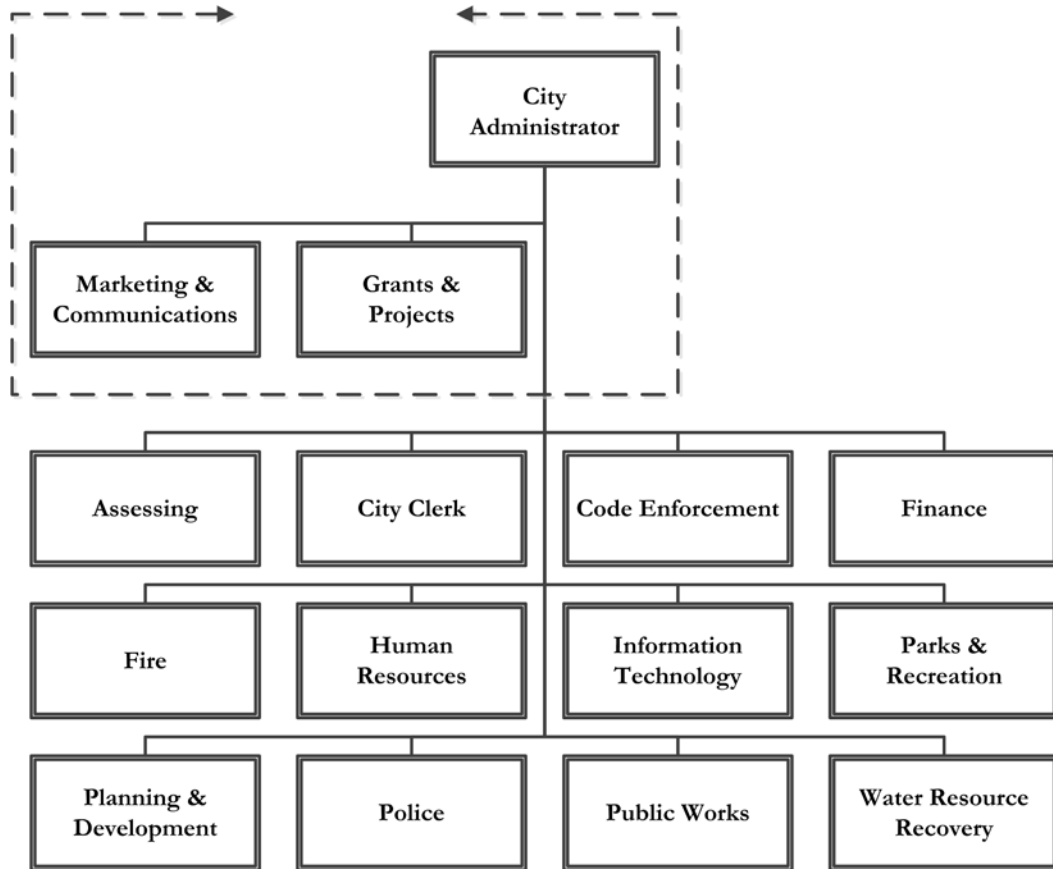 City
Administrator
Marketing &
Communications
Grants &
Projects
Assessing
City Clerk
Code Enforcement
Finance
Fire
Human
Resources
Information
Technology
Parks &
Recreation
Planning &
Development
Police
Public Works
Water Resource
Recovery